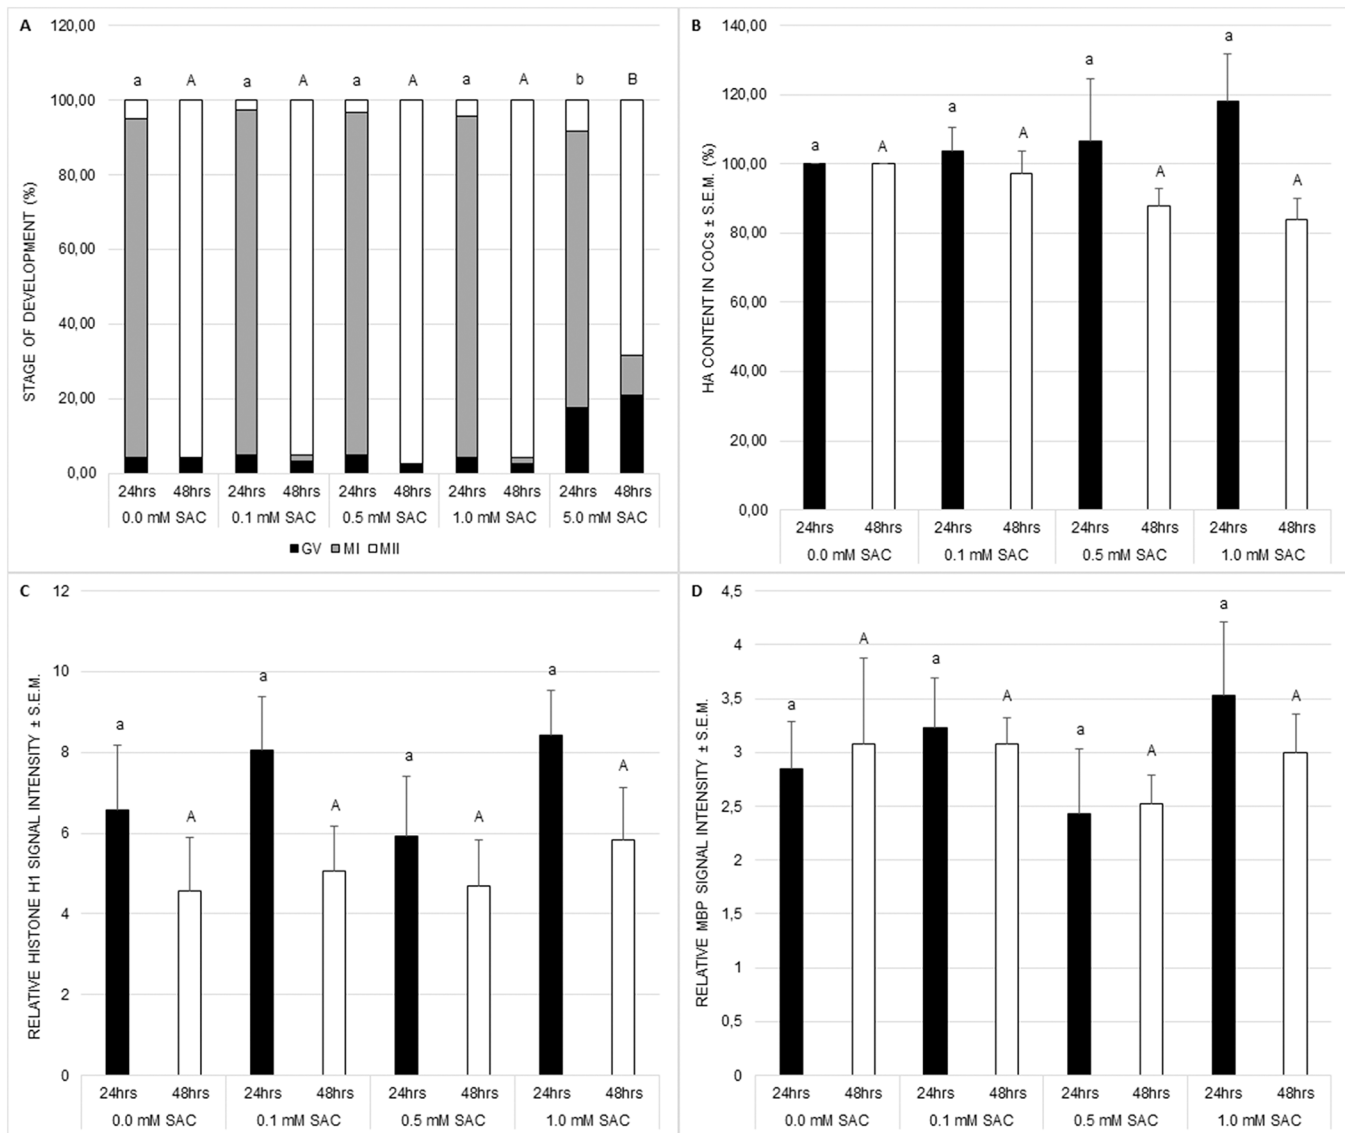 A
STAGE OF DEVELOPMENT (%)
120,00
100,00
80,00
60,00
40,00
20,00
0,00
a A a A a A a A b B
24hrs 48hrs 24hrs 48hrs 24hrs 48hrs 24hrs 48hrs 24hrs 48hrs
0.0 mM SAC 0.1 mM SAC 0.5 mM SAC 1.0 mM SAC 5.0 mM SAC
GV MI MII
B
HA CONTENT IN COCs ± S.E.M. (%)
140,00
120,00
100,00
80,00
60,00
40,00
20,00
0,00
a A a A a A a A
24hrs 48hrs 24hrs 48hrs 24hrs 48hrs 24hrs 48hrs
0.0 mM SAC 0.1 mM SAC 0.5 mM SAC 1.0 mM SAC
C
RELATIVE HISTONE H1 SIGNAL INTENSITY ± S.E.M.
12
10
8
6
4
2
0
a A a A a A a A
24hrs 48hrs 24hrs 48hrs 24hrs 48hrs 24hrs 48hrs
0.0 mM SAC 0.1 mM SAC 0.5 mM SAC 1.0 mM SAC
D
RELATIVE MBP SIGNAL INTENSITY ± S.E.M.
4,5
4
3,5
3
2,5
2
1,5
1
0,5
0
a A a A a A a A
24hrs 48hrs 24hrs 48hrs 24hrs 48hrs 24hrs 48hrs
0.0 mM SAC 0.1 mM SAC 0.5 mM SAC 1.0 mM SAC